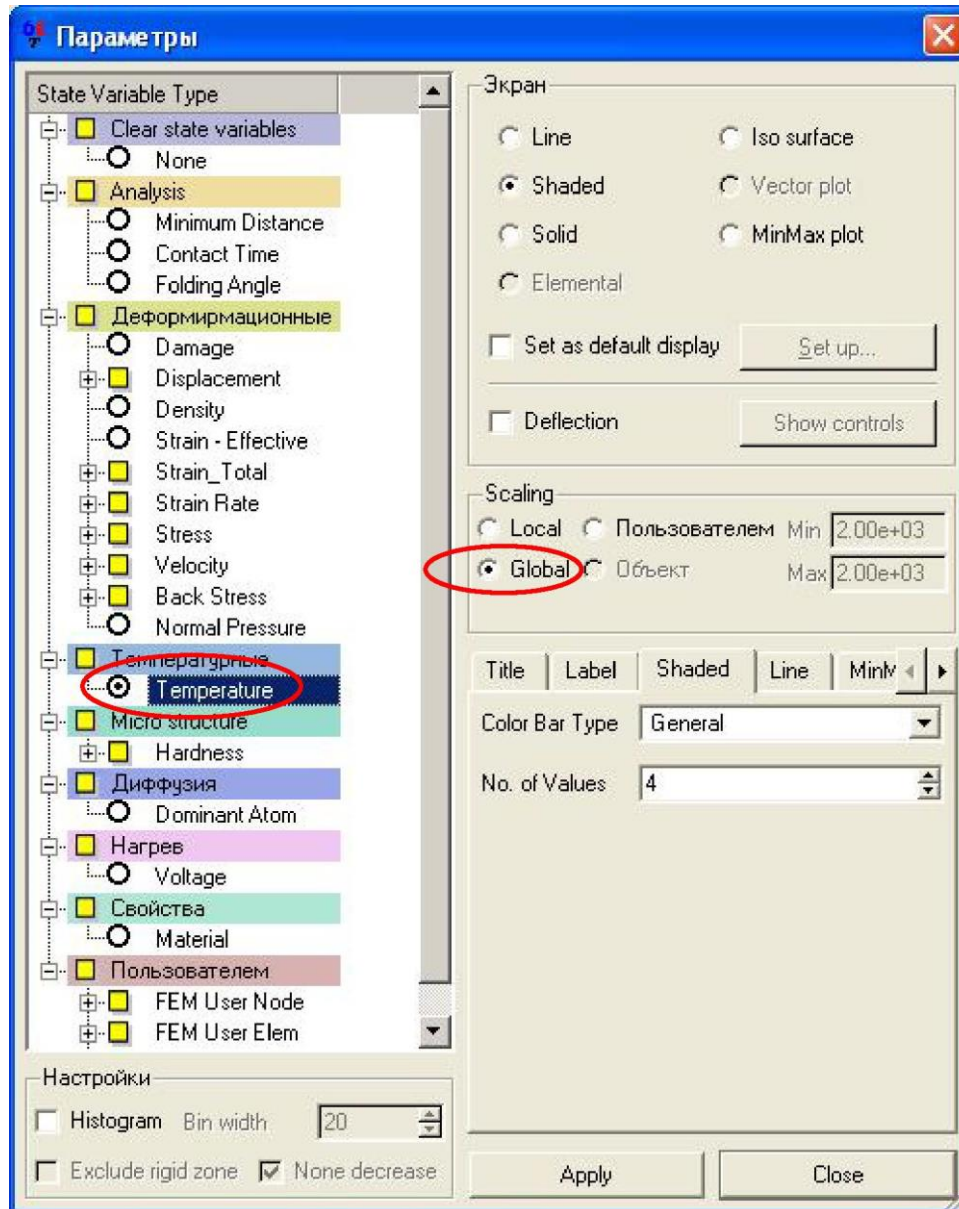 Параметры
State Variable Type
Clear state variables
None
Analysis
Minimum Distance
Contact Time
Folding Angle
Деформирмационные
Damage
Displacement
Density
Strain - Effective
Strain_Total
Strain Rate
Stress
Velocity
Back Stress
Normal Pressure
Температурные
Temperature
Micro structure
Hardness
Диффузия
Dominant Atom
Нагрев
Voltage
Свойства
Material
Пользователем
FEM User Node
FEM User Elem
Настройки
Histogram Bin width 20
Exclude rigid zone None decrease
Экран
Line Iso surface
Shaded Vector plot
Solid MinMax plot
Elemental
Set as default display Set up...
Deflection Show controls
Scaling
Local Пользователем Min 2.00e+03
Global Объект Max 2.00e+03
Title Label Shaded Line
Color Bar Type General
No. of Values 4
Apply Close